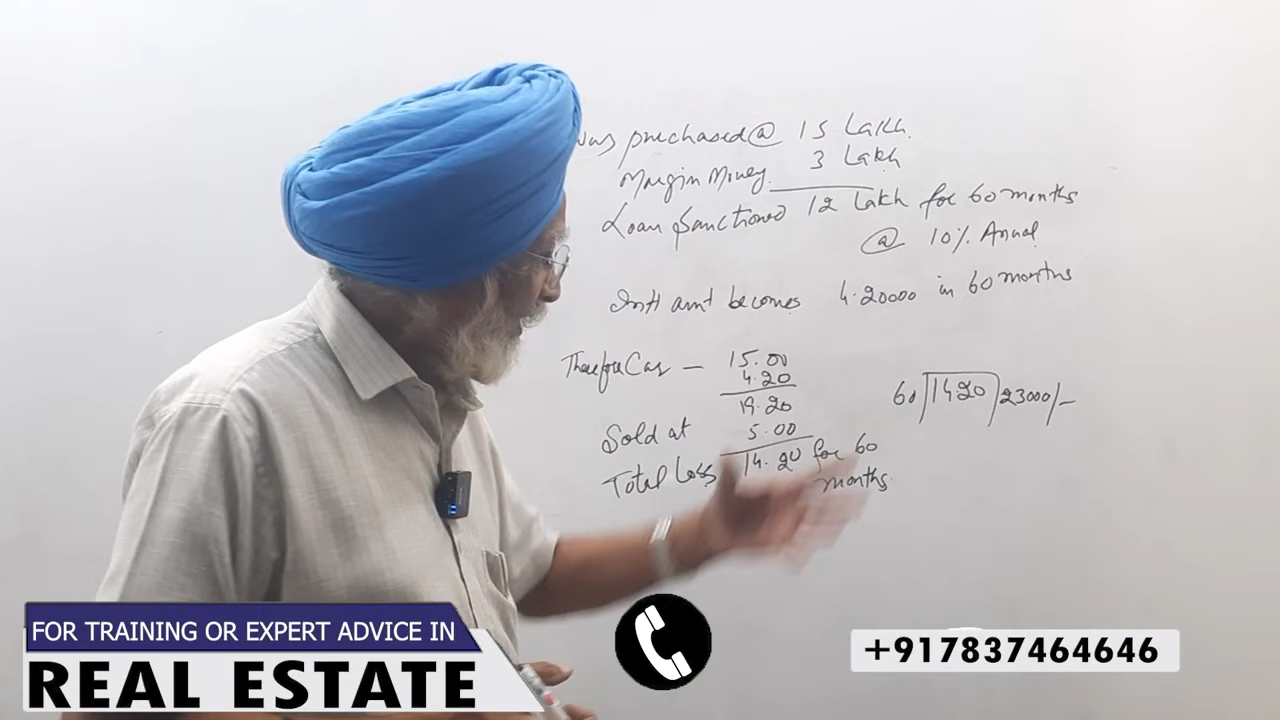 was purchased @ 15 Lakh.
Margin Money. 3 Lakh
Loan Sanctioned 12 Lakh for 60 months
@ 10% Annual
Intt amt becomes 4.20000 in 60 months
Therefore Car – 15.00
4.20
19.20
Sold at 5.00
Total Loss 14.20 for 60
months.
60)1420)23000/-
FOR TRAINING OR EXPERT ADVICE IN
REAL ESTATE
+917837464646